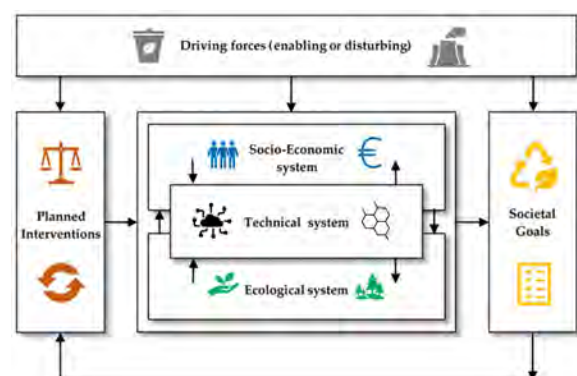 Driving forces (enabling or disturbing)
Socio-Economic
system
Planned
Interventions
Technical system
Societal
Goals
Ecological system